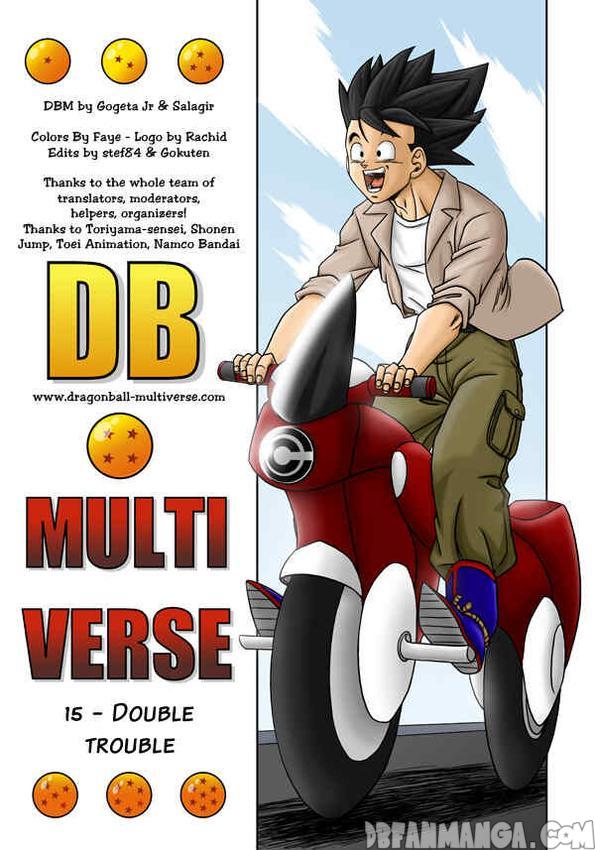 DBM by Gogeta Jr & Salagir
Colors By Faye - Logo by Rachid
Edits by stef84 & Gokuten
Thanks to the whole team of
translators, moderators,
helpers, organizers!
Thanks to Toriyama-sensei, Shonen
Jump, Toei Animation, Namco Bandai
DB
www.dragonball-multiverse.com
MULTI
VERSE
15 - DOUBLE
TROUBLE
DBFANMANGA.COM